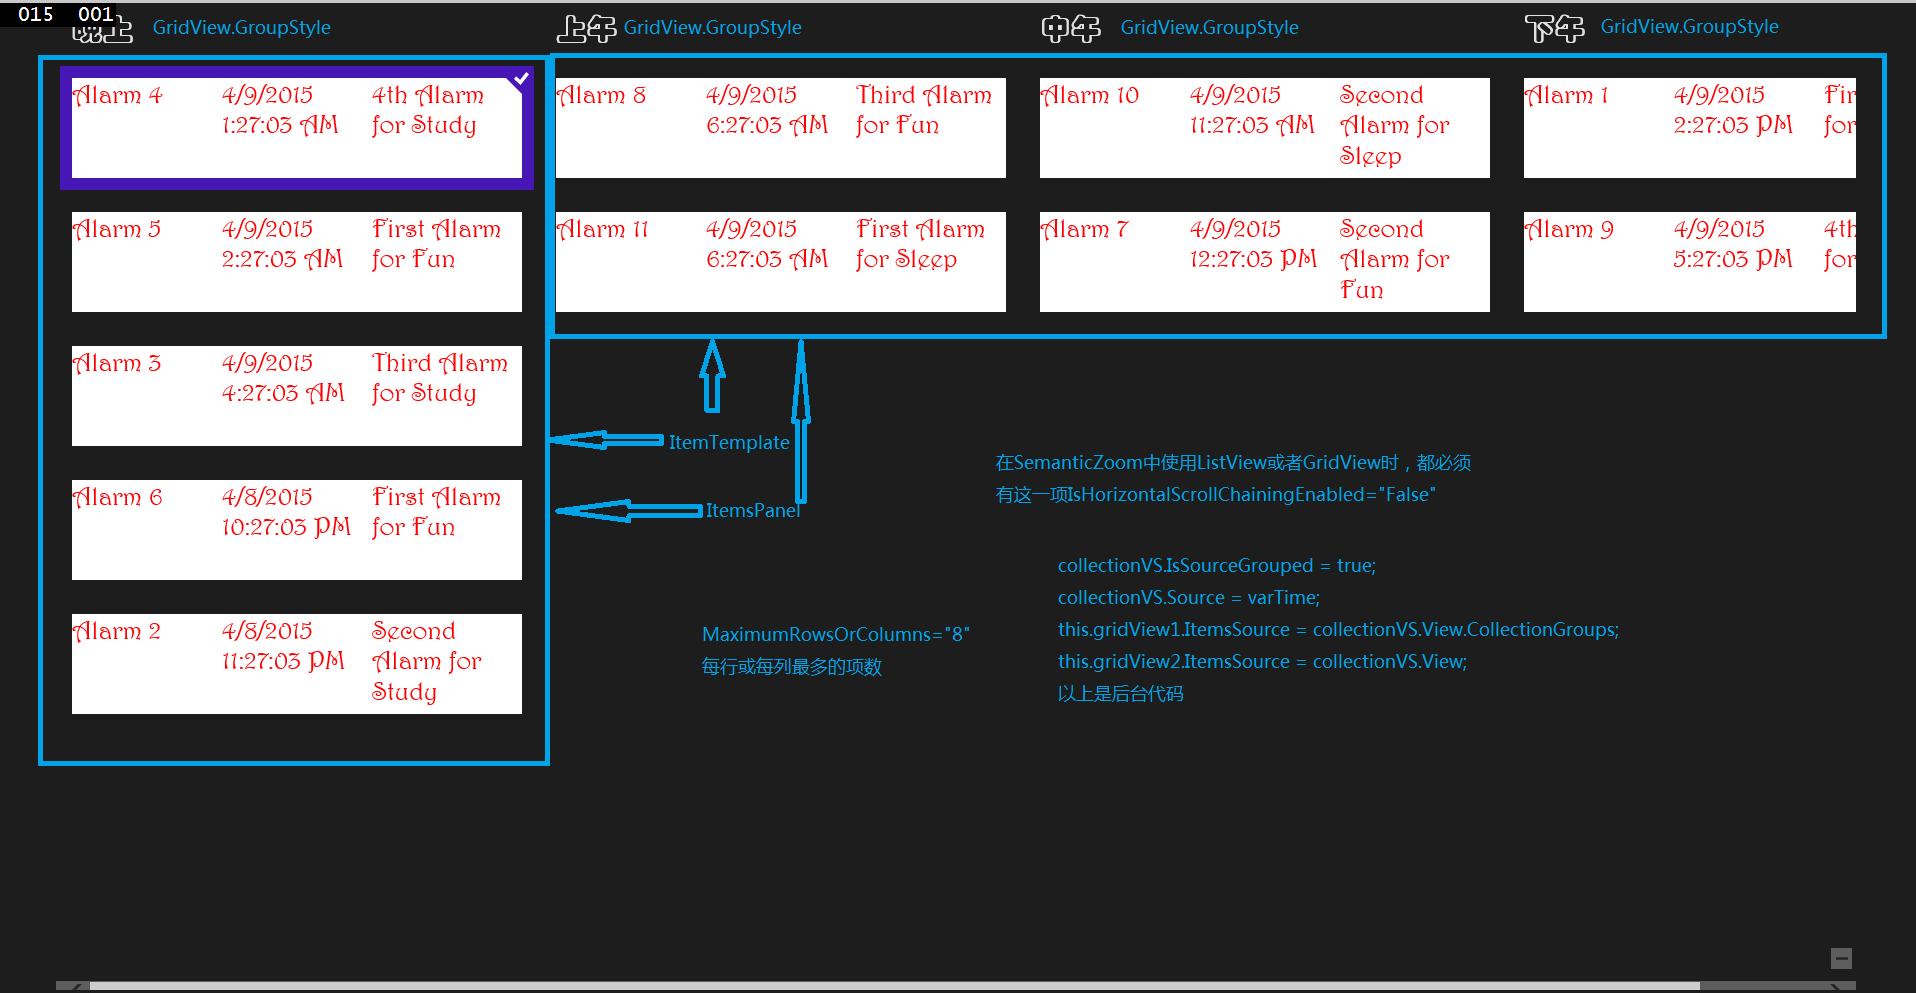 015 001
晚上 GridView.GroupStyle
上午 GridView.GroupStyle
中午 GridView.GroupStyle
下午 GridView.GroupStyle
Alarm 4
4/9/2015
1:27:03 AM
4th Alarm
for Study
Alarm 8
4/9/2015
6:27:03 AM
Third Alarm
for Fun
Alarm 10
4/9/2015
11:27:03 AM
Second
Alarm for
Sleep
Alarm 1
4/9/2015
2:27:03 PM
Fir
for
Alarm 5
4/9/2015
2:27:03 AM
First Alarm
for Fun
Alarm 11
4/9/2015
6:27:03 AM
First Alarm
for Sleep
Alarm 7
4/9/2015
12:27:03 PM
Second
Alarm for
Fun
Alarm 9
4/9/2015
5:27:03 PM
4th
for
Alarm 3
4/9/2015
4:27:03 AM
Third Alarm
for Study
Alarm 6
4/8/2015
10:27:03 PM
First Alarm
for Fun
Alarm 2
4/8/2015
11:27:03 PM
Second
Alarm for
Study
ItemTemplate
ItemsPanel
在SemanticZoom中使用ListView或者GridView时，都必须
有这一项IsHorizontalScrollChainingEnabled="False"
MaximumRowsOrColumns="8"
每行或每列最多的项数
collectionVS.IsSourceGrouped = true;
collectionVS.Source = varTime;
this.gridView1.ItemsSource = collectionVS.View.CollectionGroups;
this.gridView2.ItemsSource = collectionVS.View;
以上是后台代码